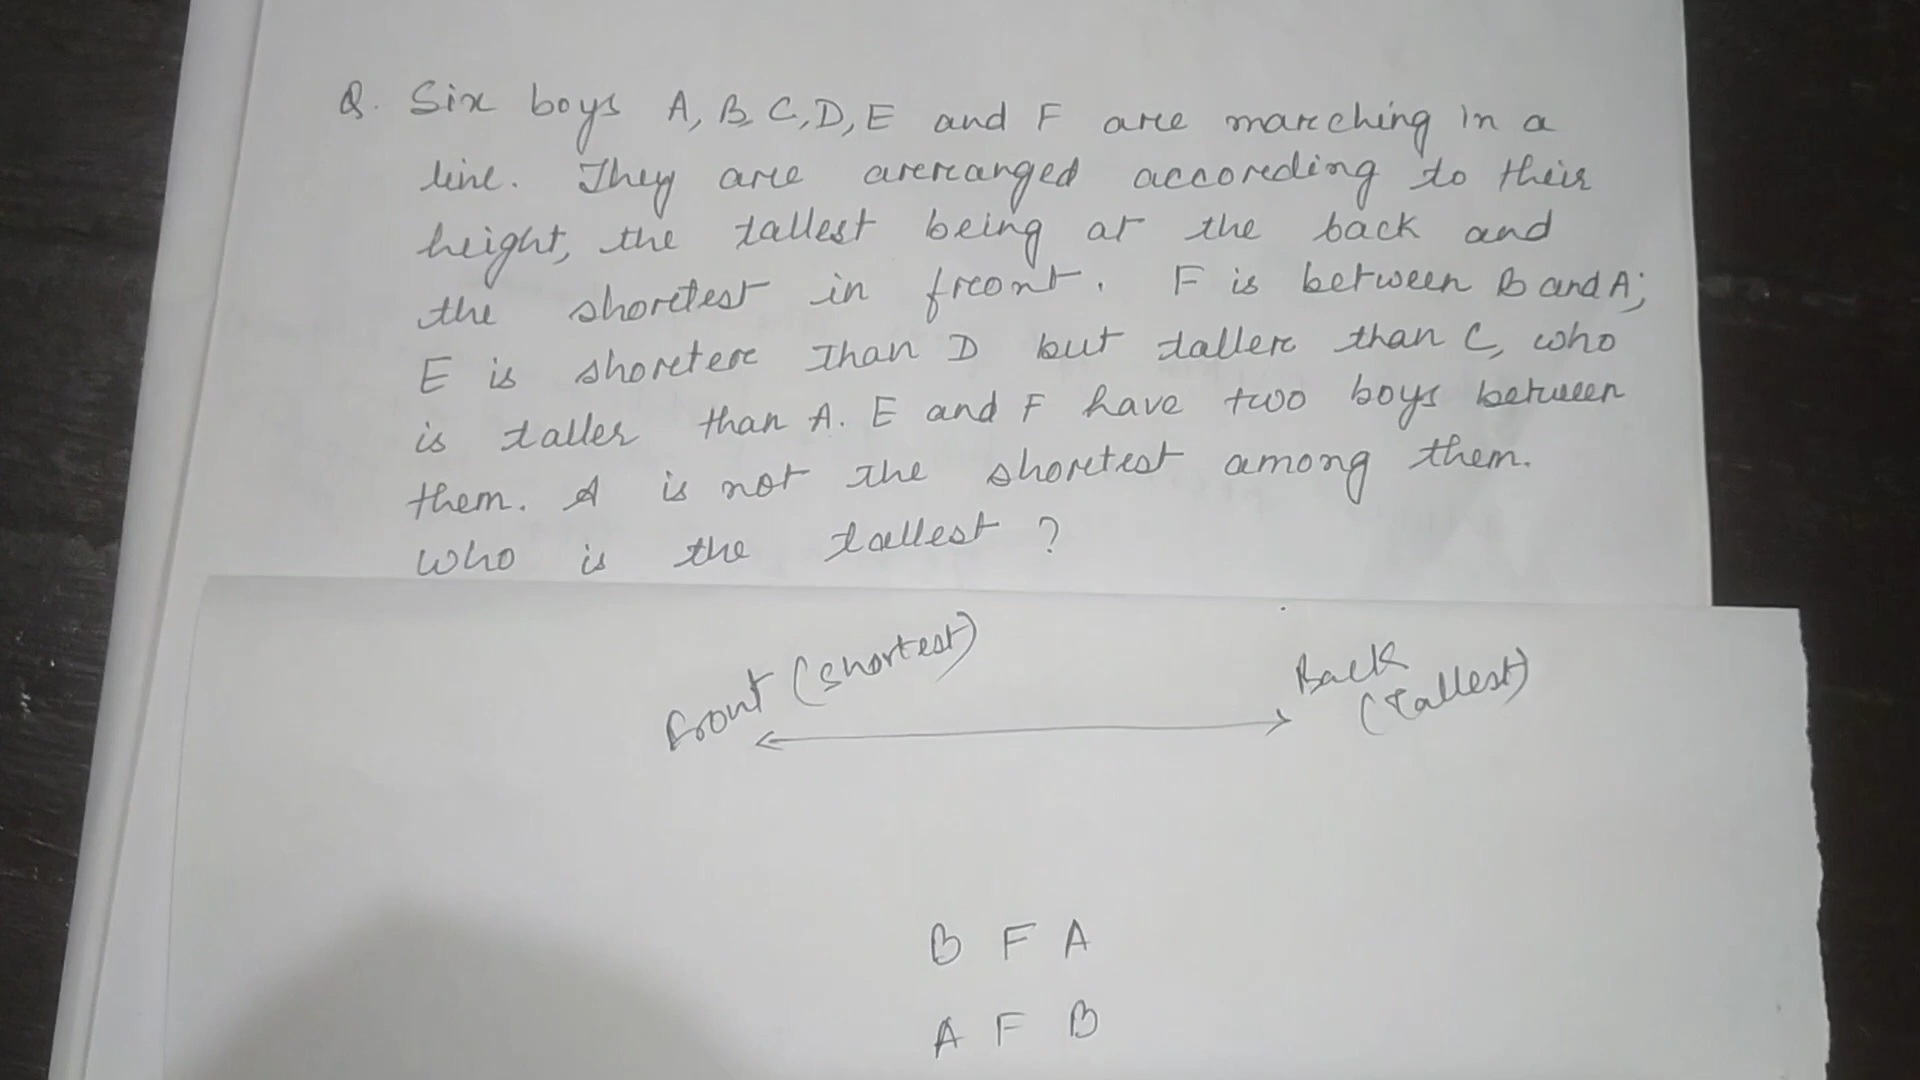 Q. Six boys A, B, C, D, E and F are marching in a
line. They are arranged according to their
height, the tallest being at the back and
the shortest in front. F is between B and A;
E is shorter than D but taller than C, who
is taller than A. E and F have two boys between
them. A is not the shortest among them.
who is the tallest ?
front (shortest)
Back
(tallest)
B F A
A F B